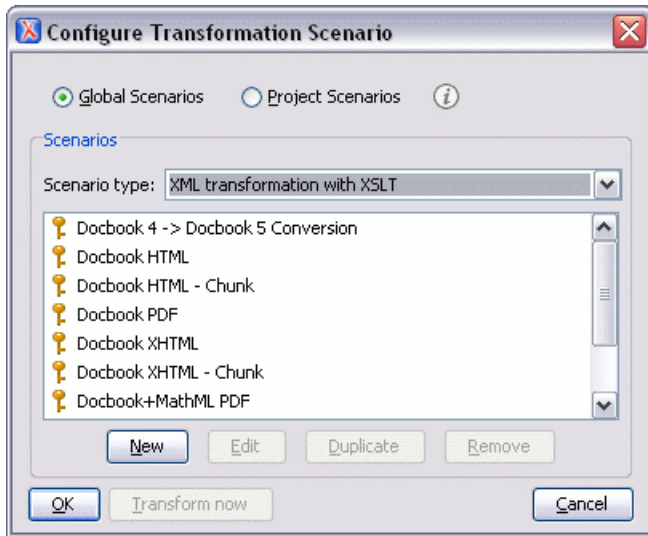 Configure Transformation Scenario
Global Scenarios Project Scenarios i
Scenarios
Scenario type: XML transformation with XSLT
Docbook 4 -> Docbook 5 Conversion
Docbook HTML
Docbook HTML - Chunk
Docbook PDF
Docbook XHTML
Docbook XHTML - Chunk
Docbook+MathML PDF
New Edit Duplicate Remove
OK Transform now Cancel